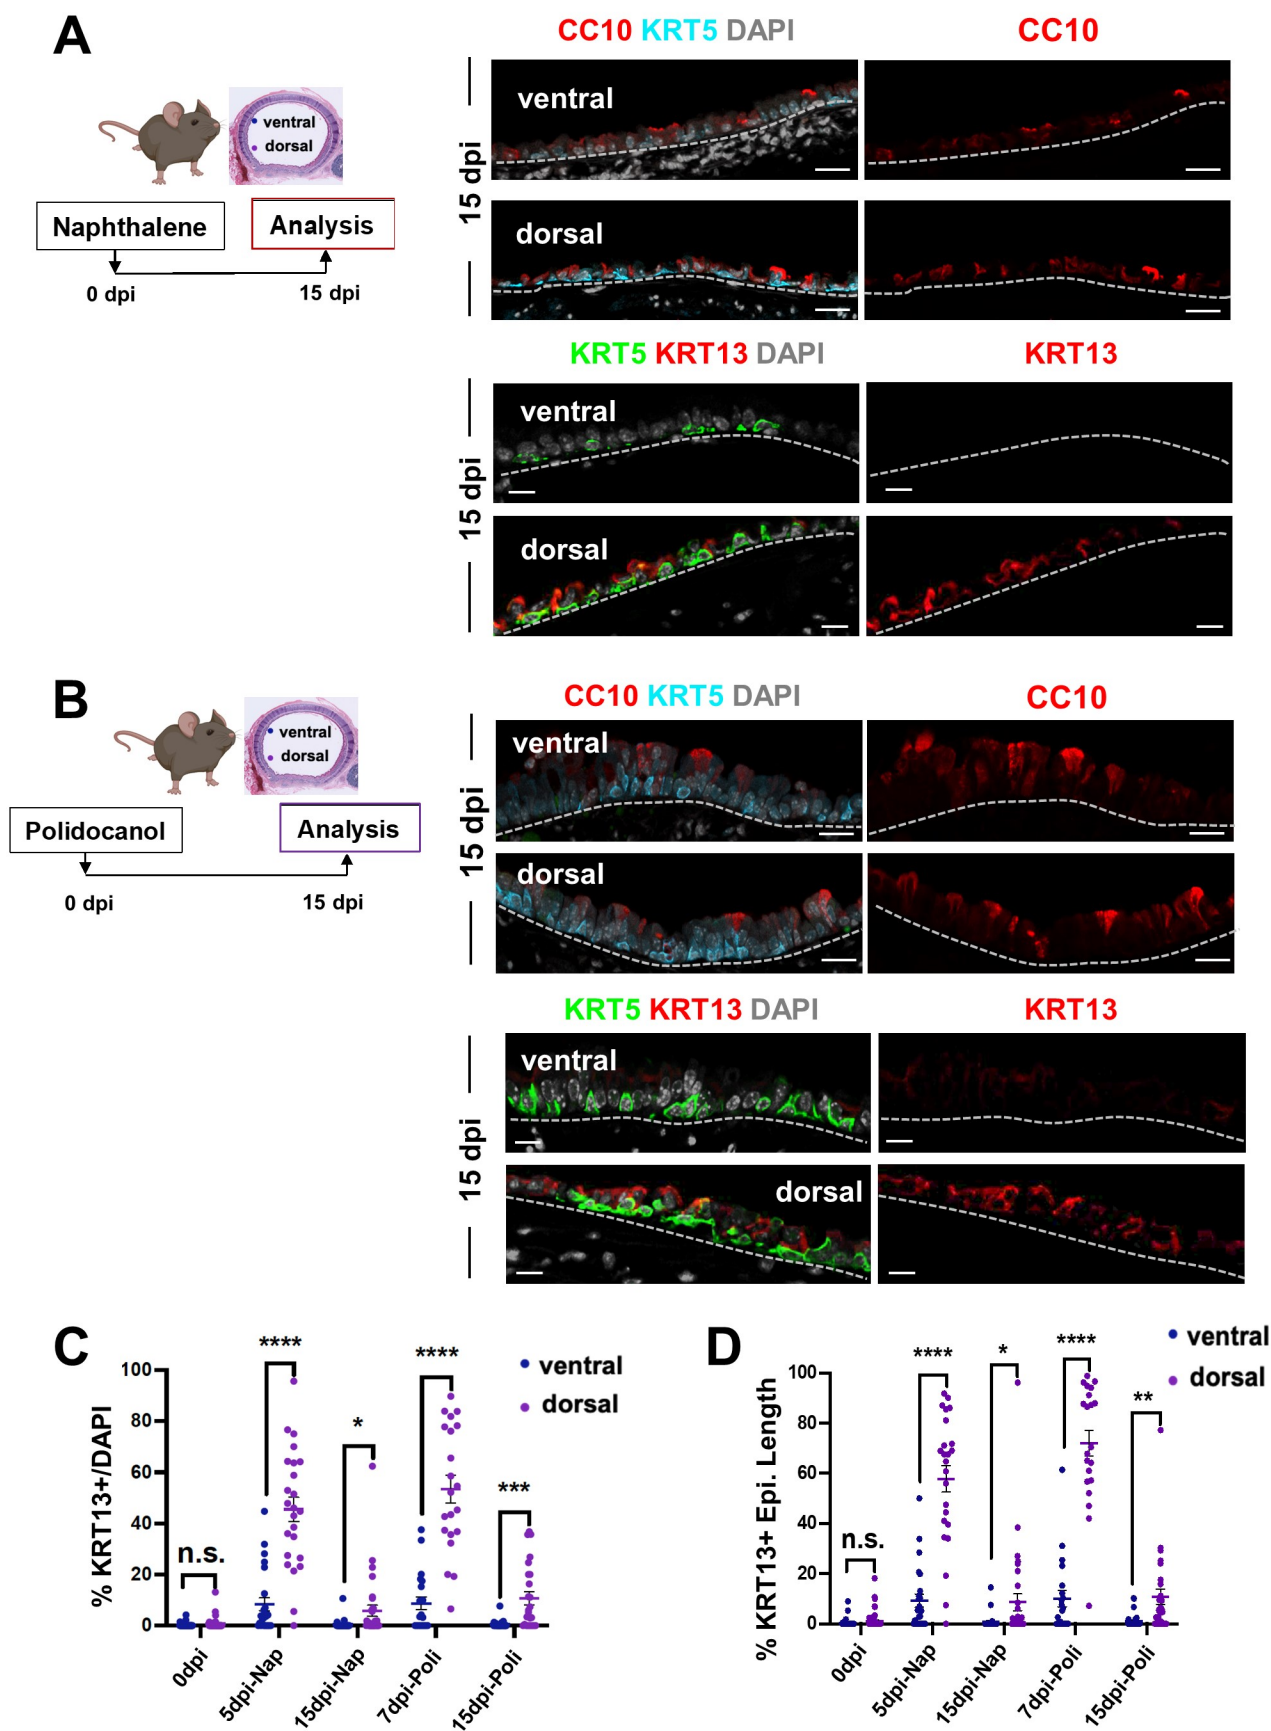 A
CC10 KRT5 DAPI
CC10
ventral
dorsal
Naphthalene
Analysis
0 dpi
15 dpi
15 dpi
ventral
dorsal
KRT5 KRT13 DAPI
KRT13
15 dpi
ventral
dorsal
B
CC10 KRT5 DAPI
CC10
ventral
dorsal
Polidocanol
Analysis
0 dpi
15 dpi
15 dpi
ventral
dorsal
KRT5 KRT13 DAPI
KRT13
15 dpi
ventral
dorsal
C
% KRT13+/DAPI
100
80
60
40
20
0
n.s.
****
*
****
***
ventral
dorsal
0dpi
5dpi-Nap
15dpi-Nap
7dpi-Poli
15dpi-Poli
D
% KRT13+ Epi. Length
100
80
60
40
20
0
n.s.
****
*
****
**
ventral
dorsal
0dpi
5dpi-Nap
15dpi-Nap
7dpi-Poli
15dpi-Poli